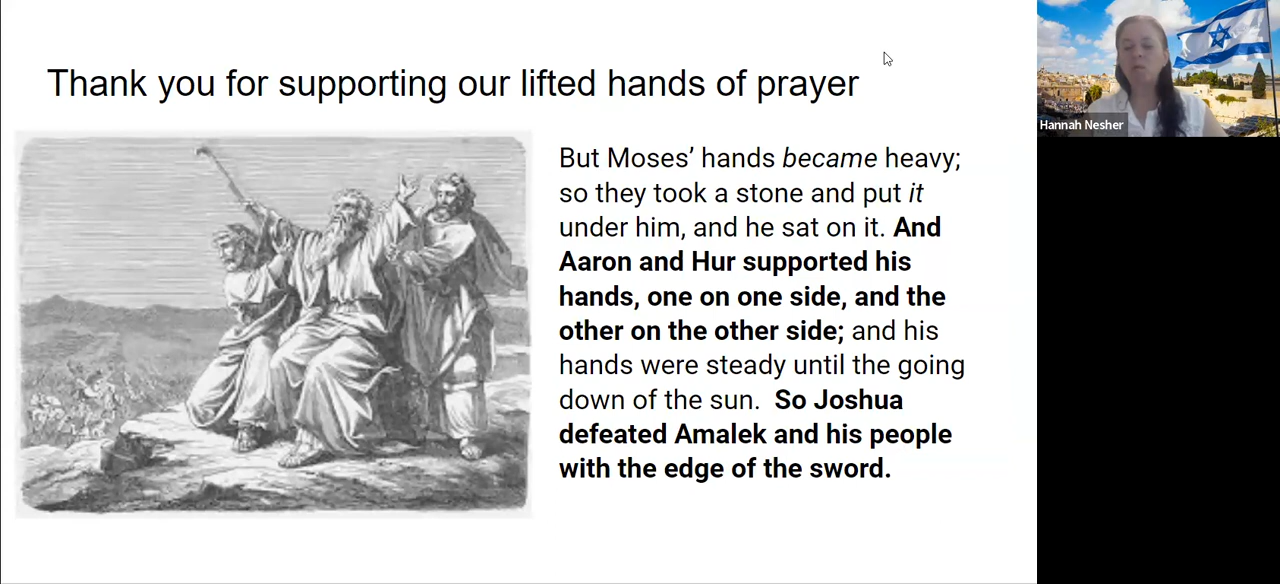 Thank you for supporting our lifted hands of prayer
But Moses’ hands became heavy;
so they took a stone and put it
under him, and he sat on it. And
Aaron and Hur supported his
hands, one on one side, and the
other on the other side; and his
hands were steady until the going
down of the sun.  So Joshua
defeated Amalek and his people
with the edge of the sword.
Hannah Nesher